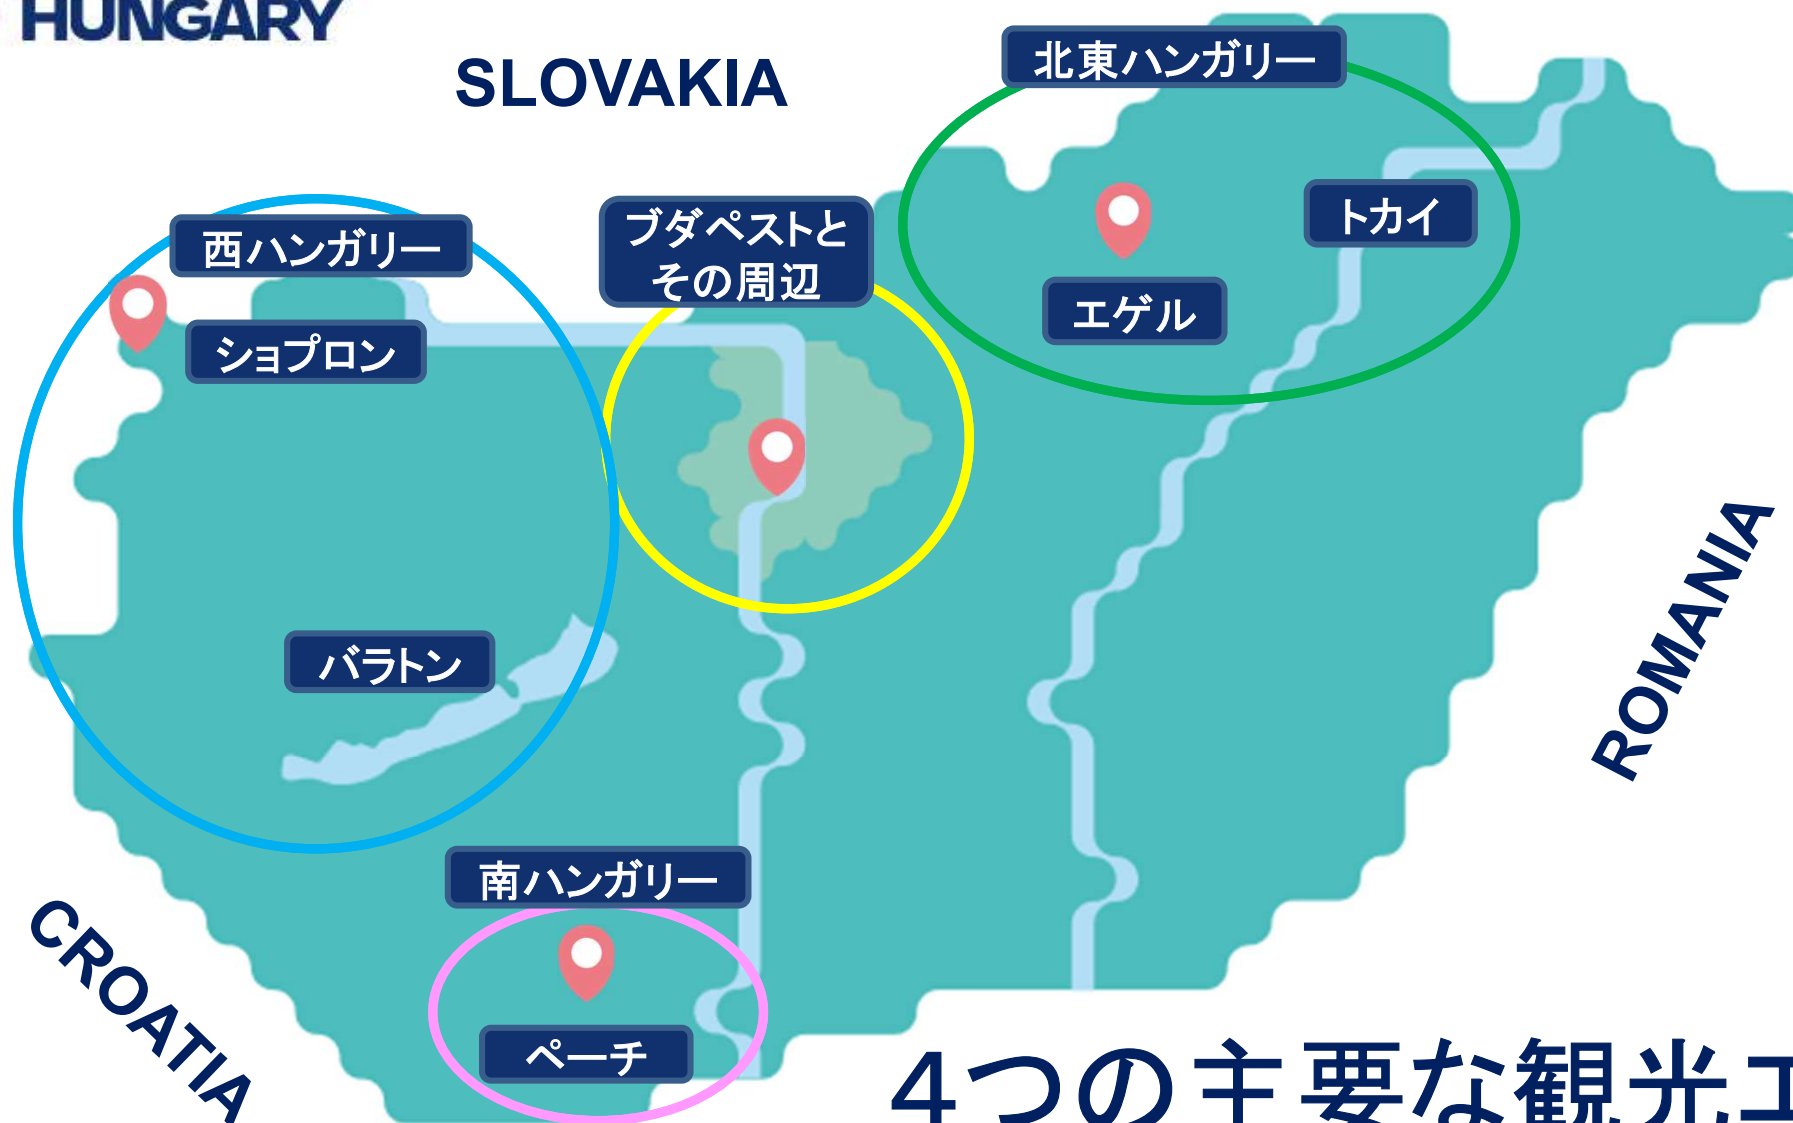 HUNGARY
SLOVAKIA
北東ハンガリー
西ハンガリー
ブダペストと
その周辺
トカイ
エゲル
ショプロン
バラトン
ROMANIA
南ハンガリー
CROATIA
ペーチ
4つの主要な観光エ